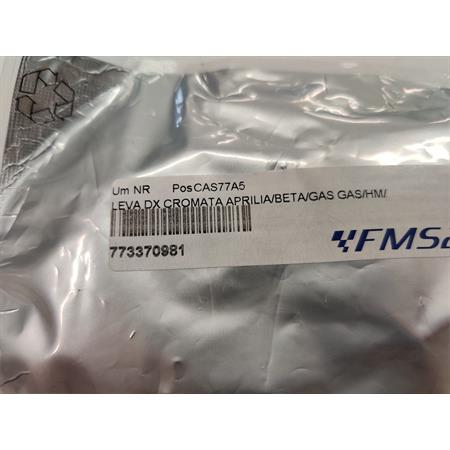 Um NR PosCAS77A5
LEVA DX CROMATA APRILIA/BETA/GAS GAS/HM/
773370981
FMS